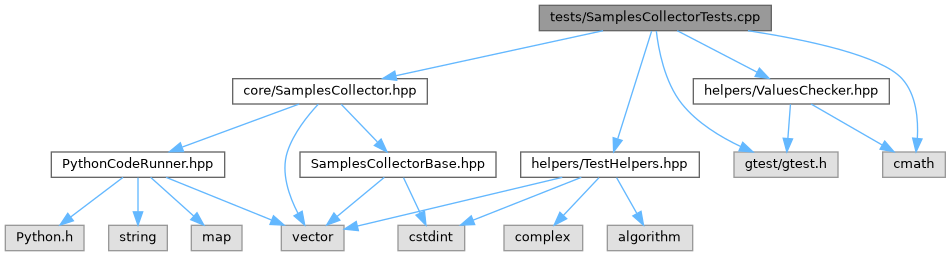 tests/SamplesCollectorTests.cpp
core/SamplesCollector.hpp
helpers/ValuesChecker.hpp
PythonCodeRunner.hpp
SamplesCollectorBase.hpp
helpers/TestHelpers.hpp
gtest/gtest.h
cmath
Python.h
string
map
vector
cstdint
complex
algorithm